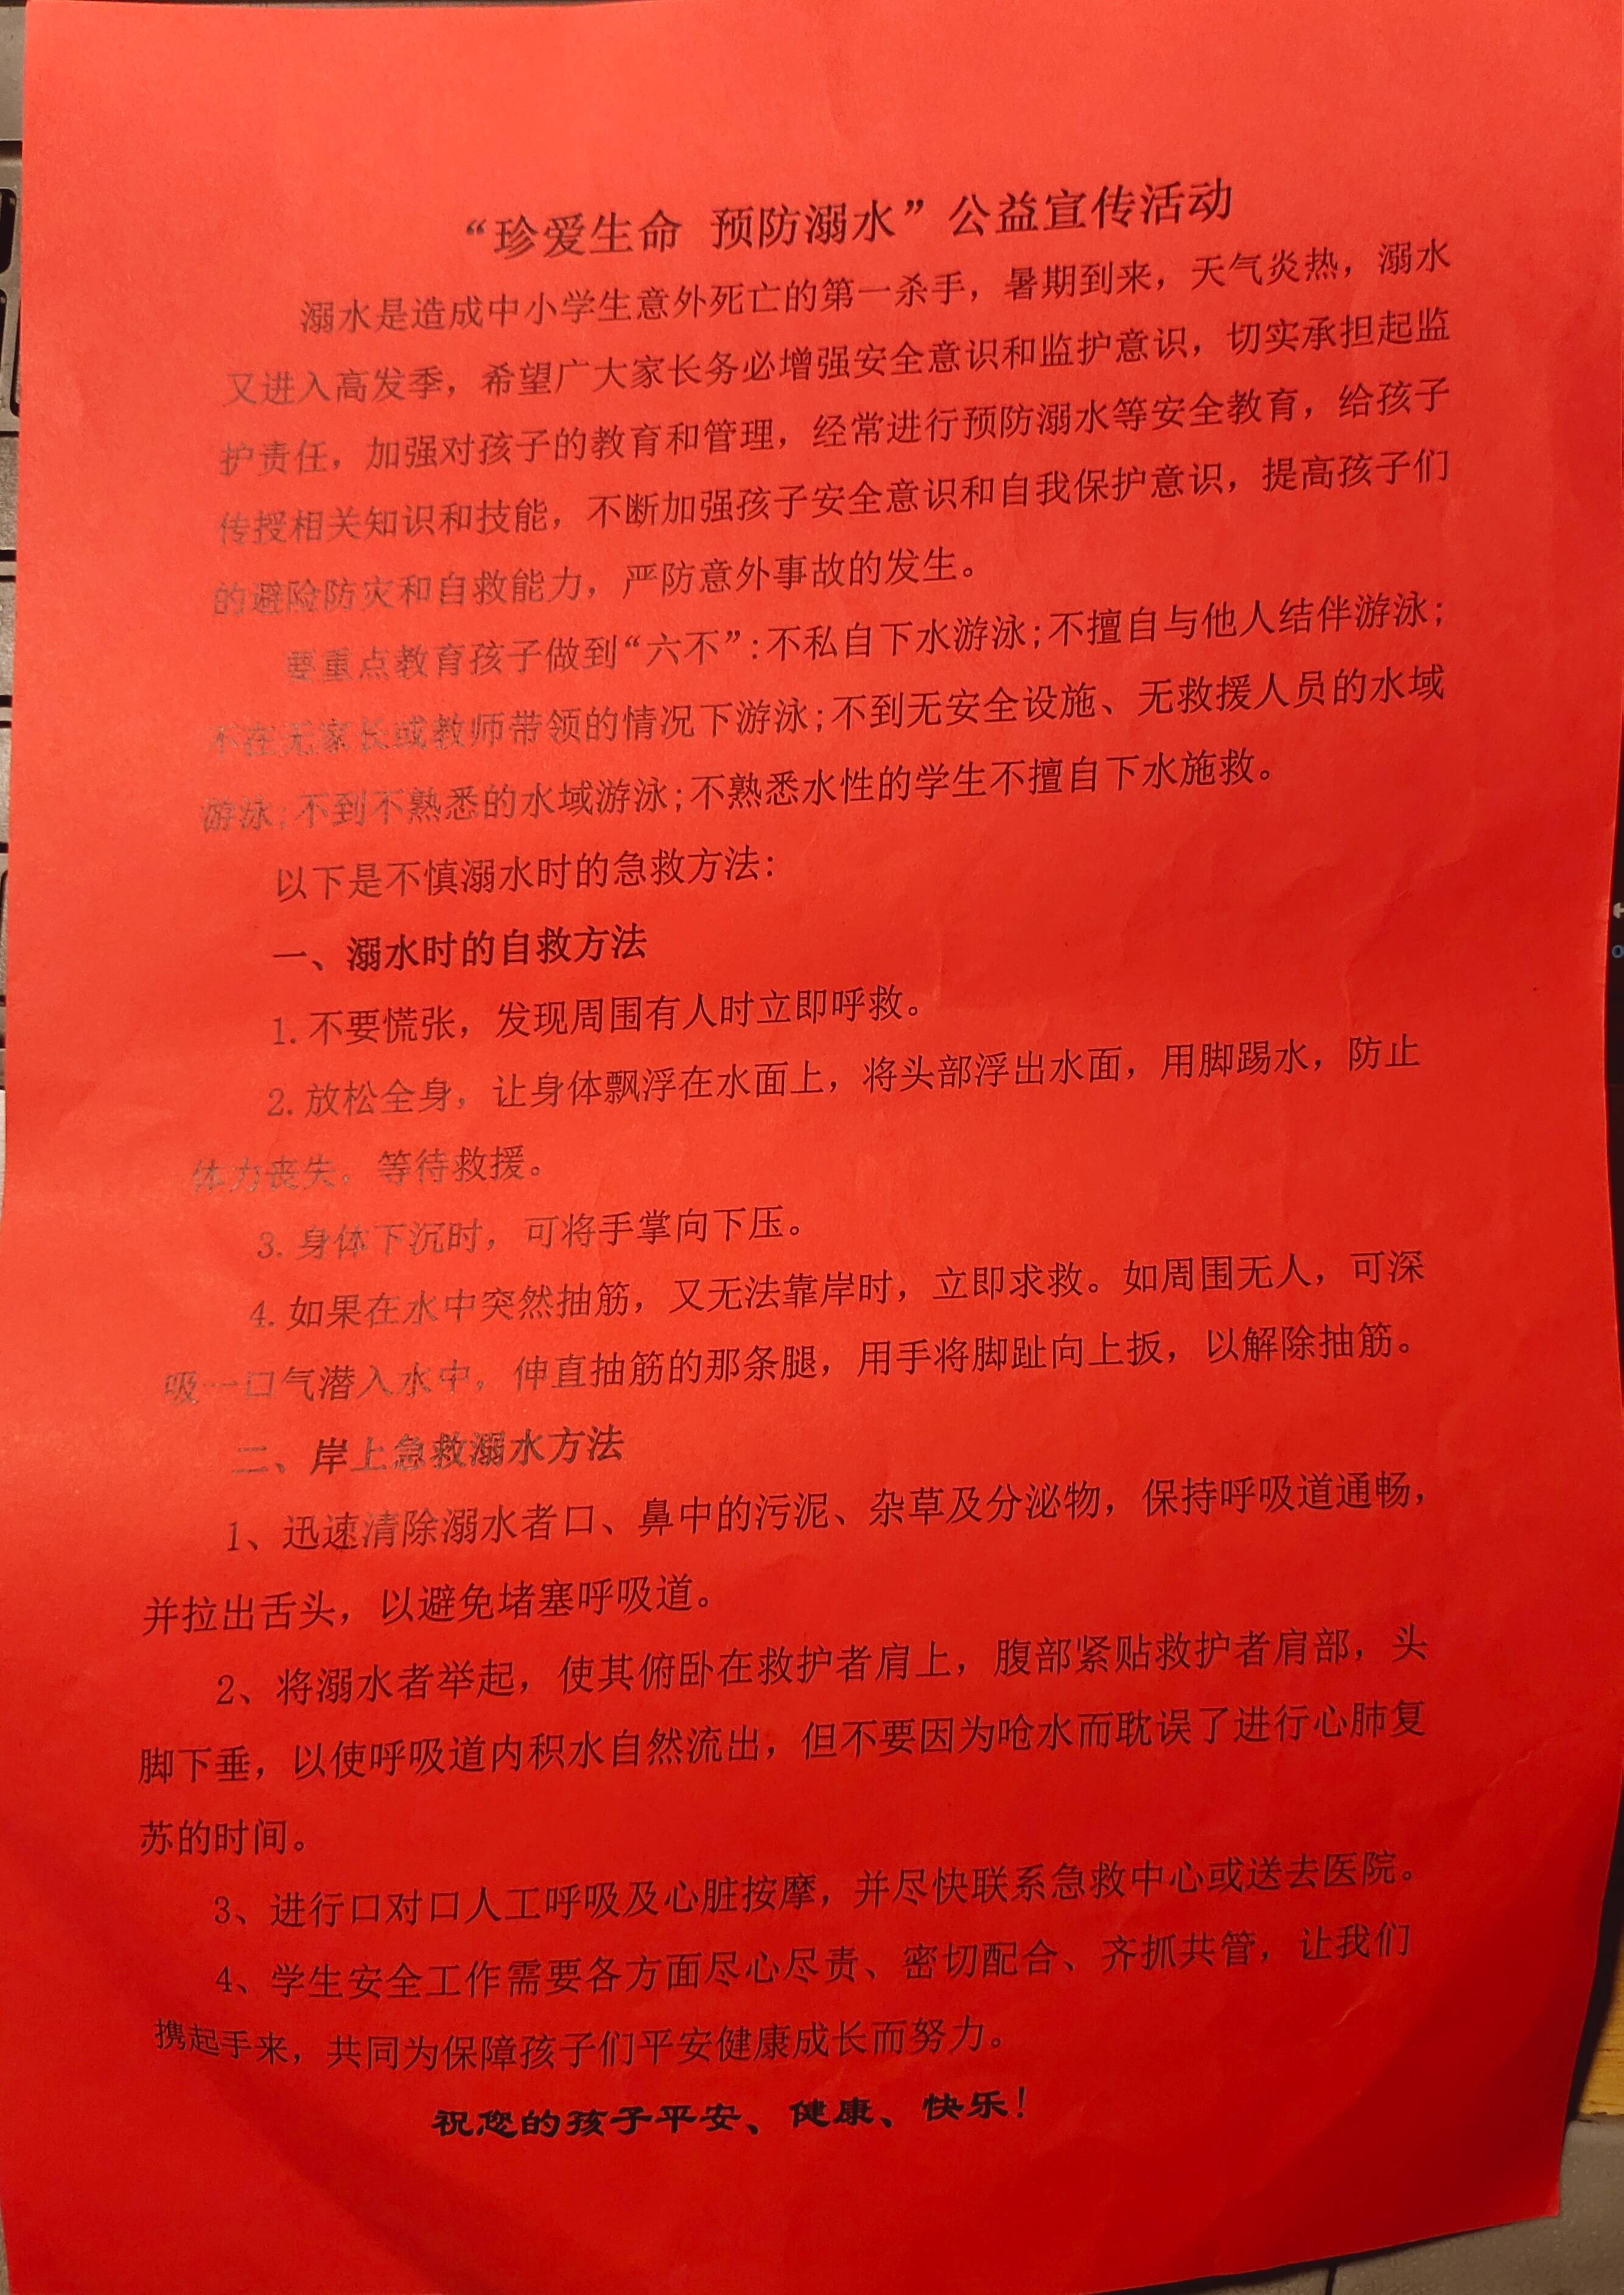 “珍爱生命 预防溺水”公益宣传活动
溺水是造成中小学生意外死亡的第一杀手，暑期到来，天气炎热，溺水
又进入高发季，希望广大家长务必增强安全意识和监护意识，切实承担起监
护责任，加强对孩子的教育和管理，经常进行预防溺水等安全教育，给孩子
传授相关知识和技能，不断加强孩子安全意识和自我保护意识，提高孩子们
的避险防灾和自救能力，严防意外事故的发生。
要重点教育孩子做到“六不”:不私自下水游泳;不擅自与他人结伴游泳;
不在无家长或教师带领的情况下游泳;不到无安全设施、无救援人员的水域
游泳;不到不熟悉的水域游泳;不熟悉水性的学生不擅自下水施救。
以下是不慎溺水时的急救方法:
一、溺水时的自救方法
1.不要慌张，发现周围有人时立即呼救。
2.放松全身，让身体飘浮在水面上，将头部浮出水面，用脚踢水，防止
体力丧失，等待救援。
3.身体下沉时，可将手掌向下压。
4.如果在水中突然抽筋，又无法靠岸时，立即求救。如周围无人，可深
吸一口气潜入水中，伸直抽筋的那条腿，用手将脚趾向上扳，以解除抽筋。
二、岸上急救溺水方法
1、迅速清除溺水者口、鼻中的污泥、杂草及分泌物，保持呼吸道通畅，
并拉出舌头，以避免堵塞呼吸道。
2、将溺水者举起，使其俯卧在救护者肩上，腹部紧贴救护者肩部，头
脚下垂，以使呼吸道内积水自然流出，但不要因为呛水而耽误了进行心肺复
苏的时间。
3、进行口对口人工呼吸及心脏按摩，并尽快联系急救中心或送去医院。
4、学生安全工作需要各方面尽心尽责、密切配合、齐抓共管，让我们
携起手来，共同为保障孩子们平安健康成长而努力。
祝您的孩子平安、健康、快乐!